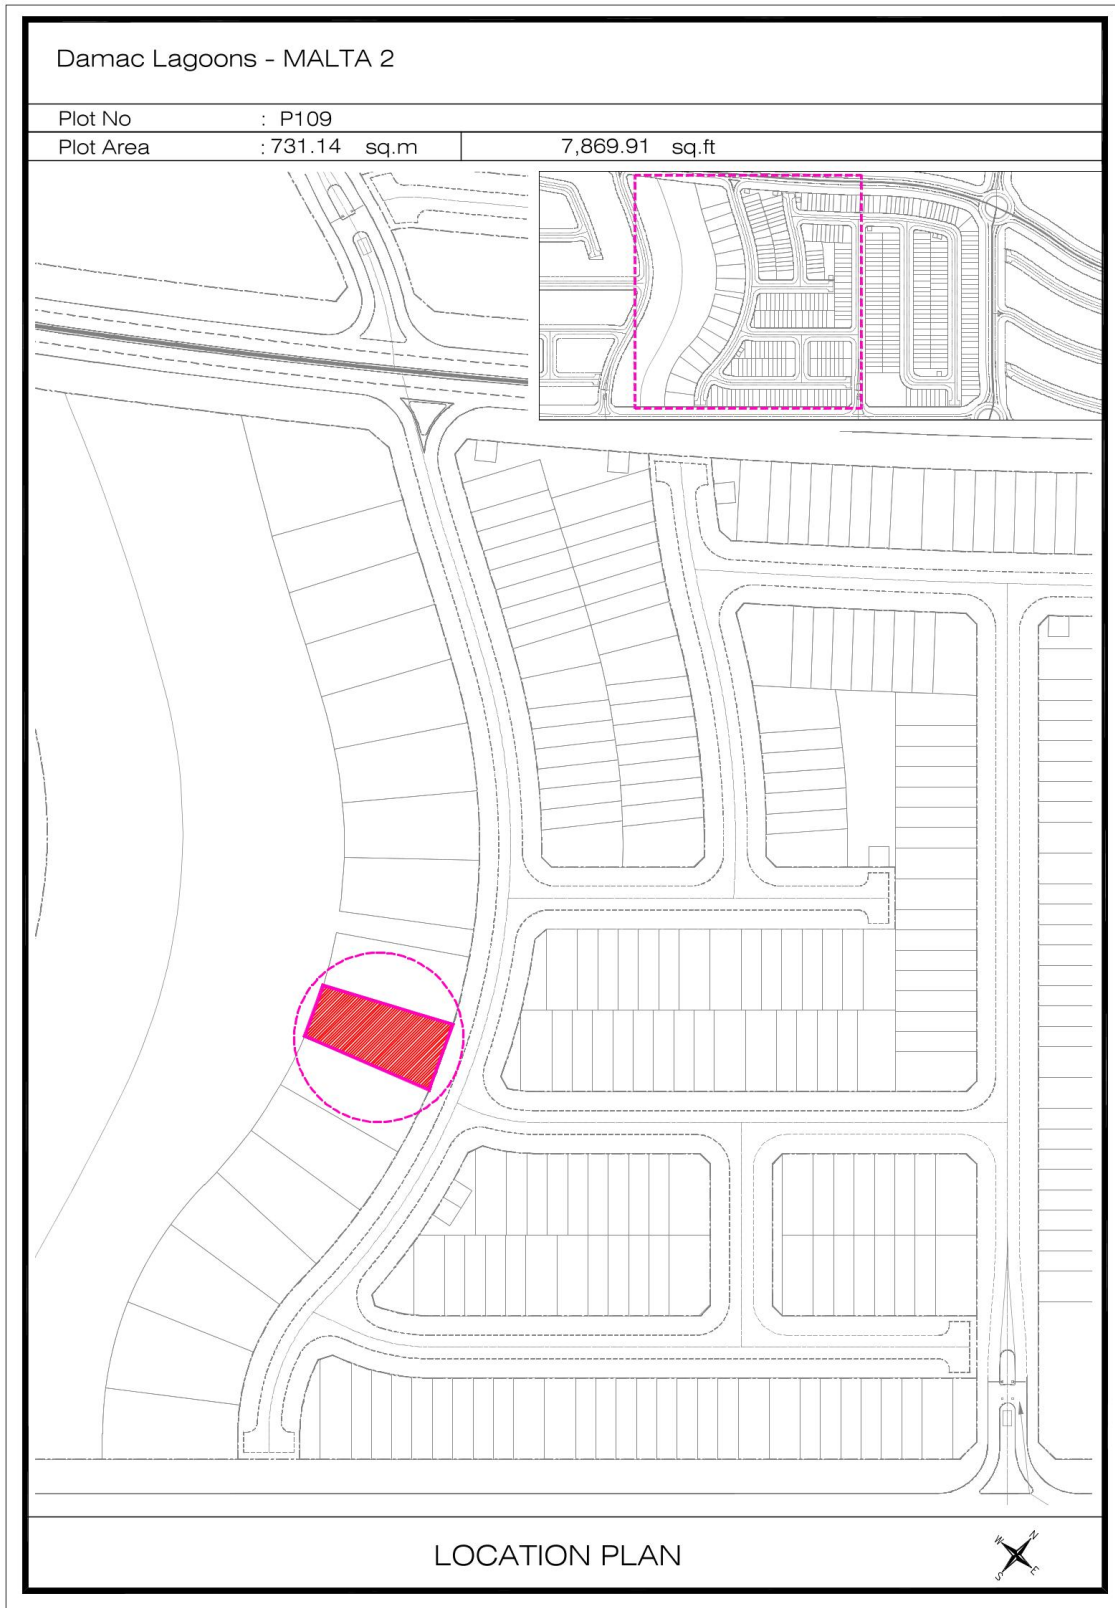 Damac Lagoons - MALTA 2
Plot No : P109
Plot Area : 731.14 sq.m 7,869.91 sq.ft
LOCATION PLAN
N
W
E
S